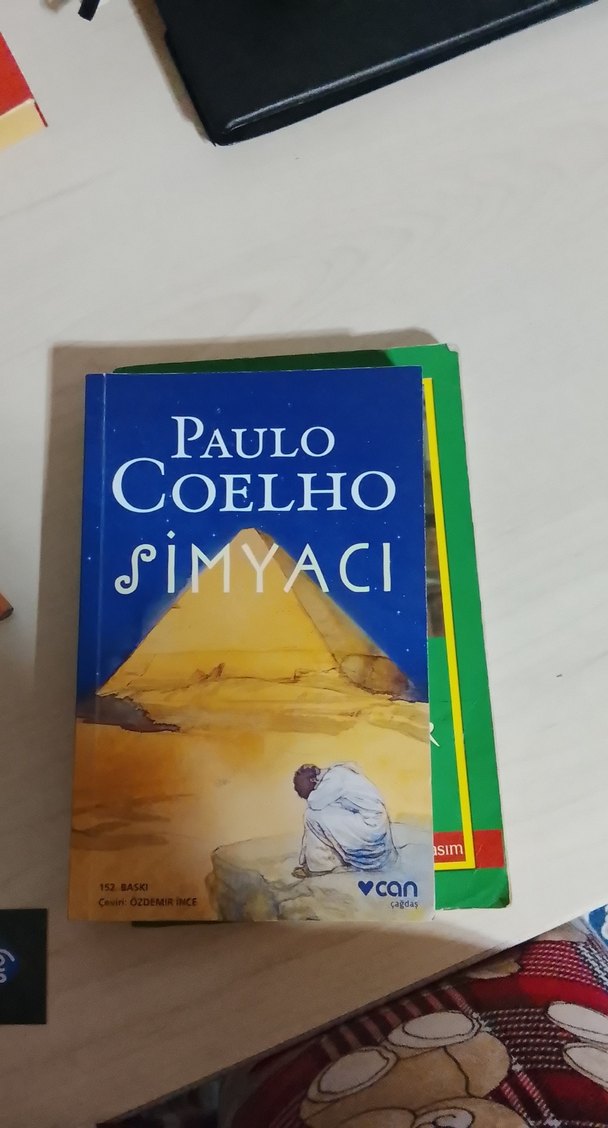 PAULO
COELHO
SİMYACI
152. BASKI
Çeviri: ÖZDEMİR İNCE
can
çağdaş